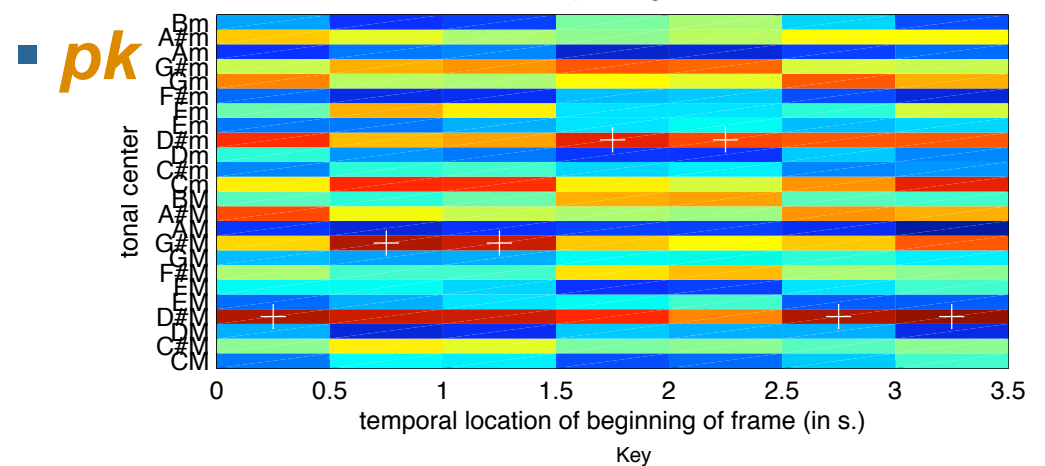 pk
tonal center
Bm
A#m
Am
G#m
Gm
F#m
Fm
Em
D#m
Dm
C#m
Cm
BM
A#M
AM
G#M
GM
F#M
FM
EM
D#M
DM
C#M
CM
0 0.5 1 1.5 2 2.5 3 3.5
temporal location of beginning of frame (in s.)
Key